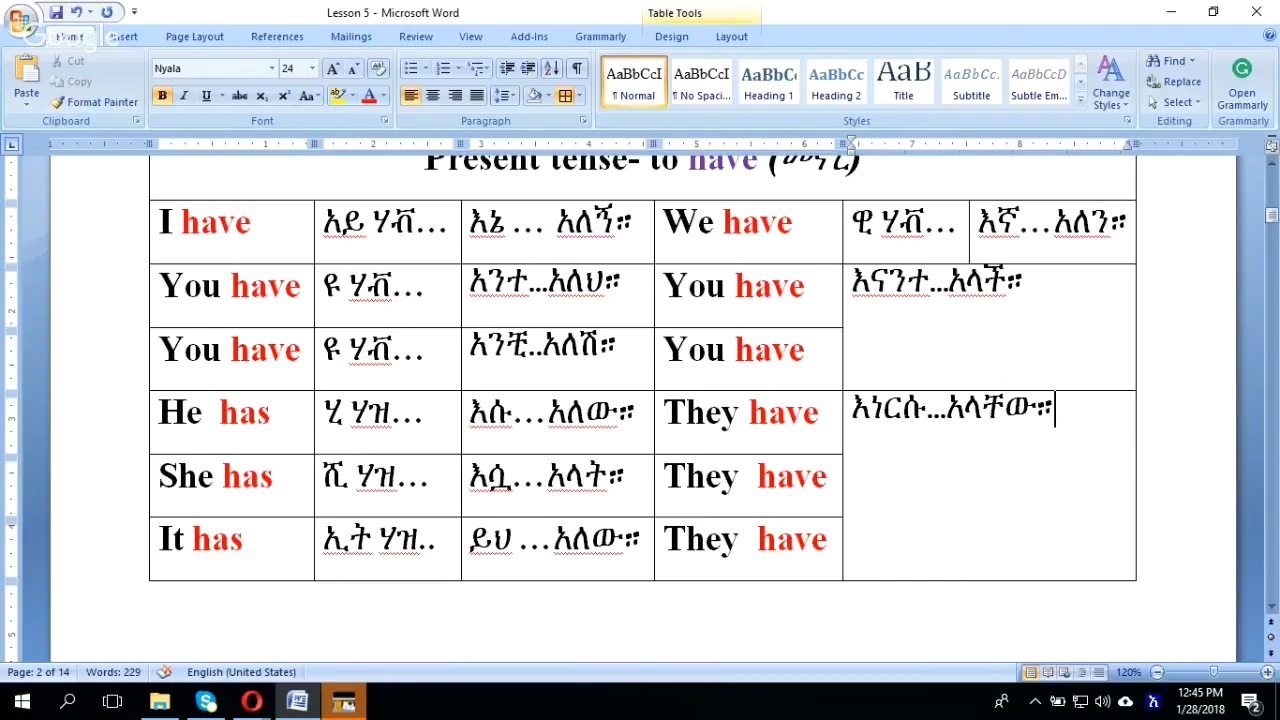 Lesson 5 - Microsoft Word
Table Tools
Home Insert Page Layout References Mailings Review View Add-Ins Grammarly Design Layout
Paste
Cut
Copy
Format Painter
Clipboard
Nyala 24
Font
Paragraph
AaBbCcI AaBbCcI AaBbC AaBbCc AaB AaBbCc. AaBbCcD
¶ Normal ¶ No Spaci... Heading 1 Heading 2 Title Subtitle Subtle Em...
Change Styles
Styles
Find
Replace
Select
Editing
Open Grammarly
Grammarly
Present tense- to have (መኖር)
I have አይ ሃቭ… እኔ … አለኝ። We have ዊ ሃቭ… እኛ…አለን።
You have ዩ ሃቭ… አንተ...አለህ። You have እናንተ...አላች።
You have ዩ ሃቭ… አንቺ..አለሽ። You have
He has ሂ ሃዝ… እሱ…አለው። They have እነርሱ...አላቸው።
She has ሺ ሃዝ… እሷ…አላት። They have
It has ኢት ሃዝ.. ይህ …አለው። They have
Page: 2 of 14 Words: 229 English (United States) 120%
12:45 PM
1/28/2018